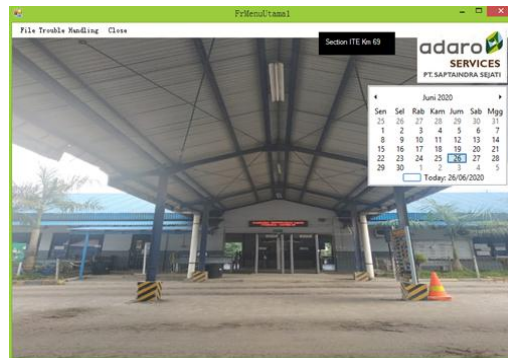 FrMenuUtama1
File Trouble Handling Close
Section ITE Km 69
adaro
SERVICES
PT. SAPTAINDRA SEJATI
Juni 2020
Sen Sel Rab Kam Jum Sab Mgg
25 26 27 28 29 30 31
1 2 3 4 5 6 7
8 9 10 11 12 13 14
15 16 17 18 19 20 21
22 23 24 25 26 27 28
29 30 1 2 3 4 5
Today: 26/06/2020